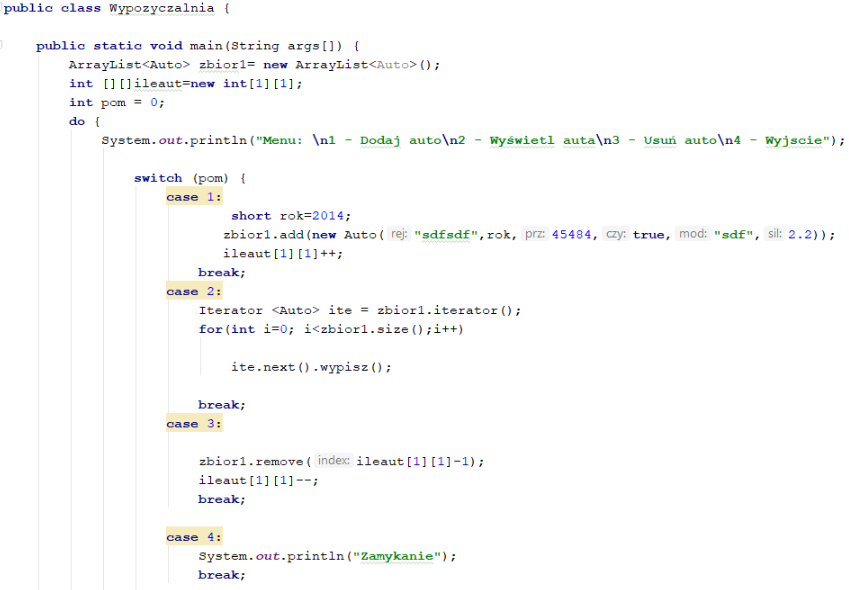 public class Wypozyczalnia {
public static void main(String args[]) {
ArrayList<Auto> zbior1= new ArrayList<Auto>();
int [][]ileaut=new int[1][1];
int pom = 0;
do {
System.out.println("Menu: \n1 - Dodaj auto\n2 - Wyświetl auta\n3 - Usuń auto\n4 - Wyjscie");
switch (pom) {
case 1:
short rok=2014;
zbior1.add(new Auto( rej: "sdfsdf",rok, prz: 45484, czy: true, mod: "sdf", sil: 2.2));
ileaut[1][1]++;
break;
case 2:
Iterator <Auto> ite = zbior1.iterator();
for(int i=0; i<zbior1.size();i++)
ite.next().wypisz();
break;
case 3:
zbior1.remove( index: ileaut[1][1]-1);
ileaut[1][1]--;
break;
case 4:
System.out.println("Zamykanie");
break;